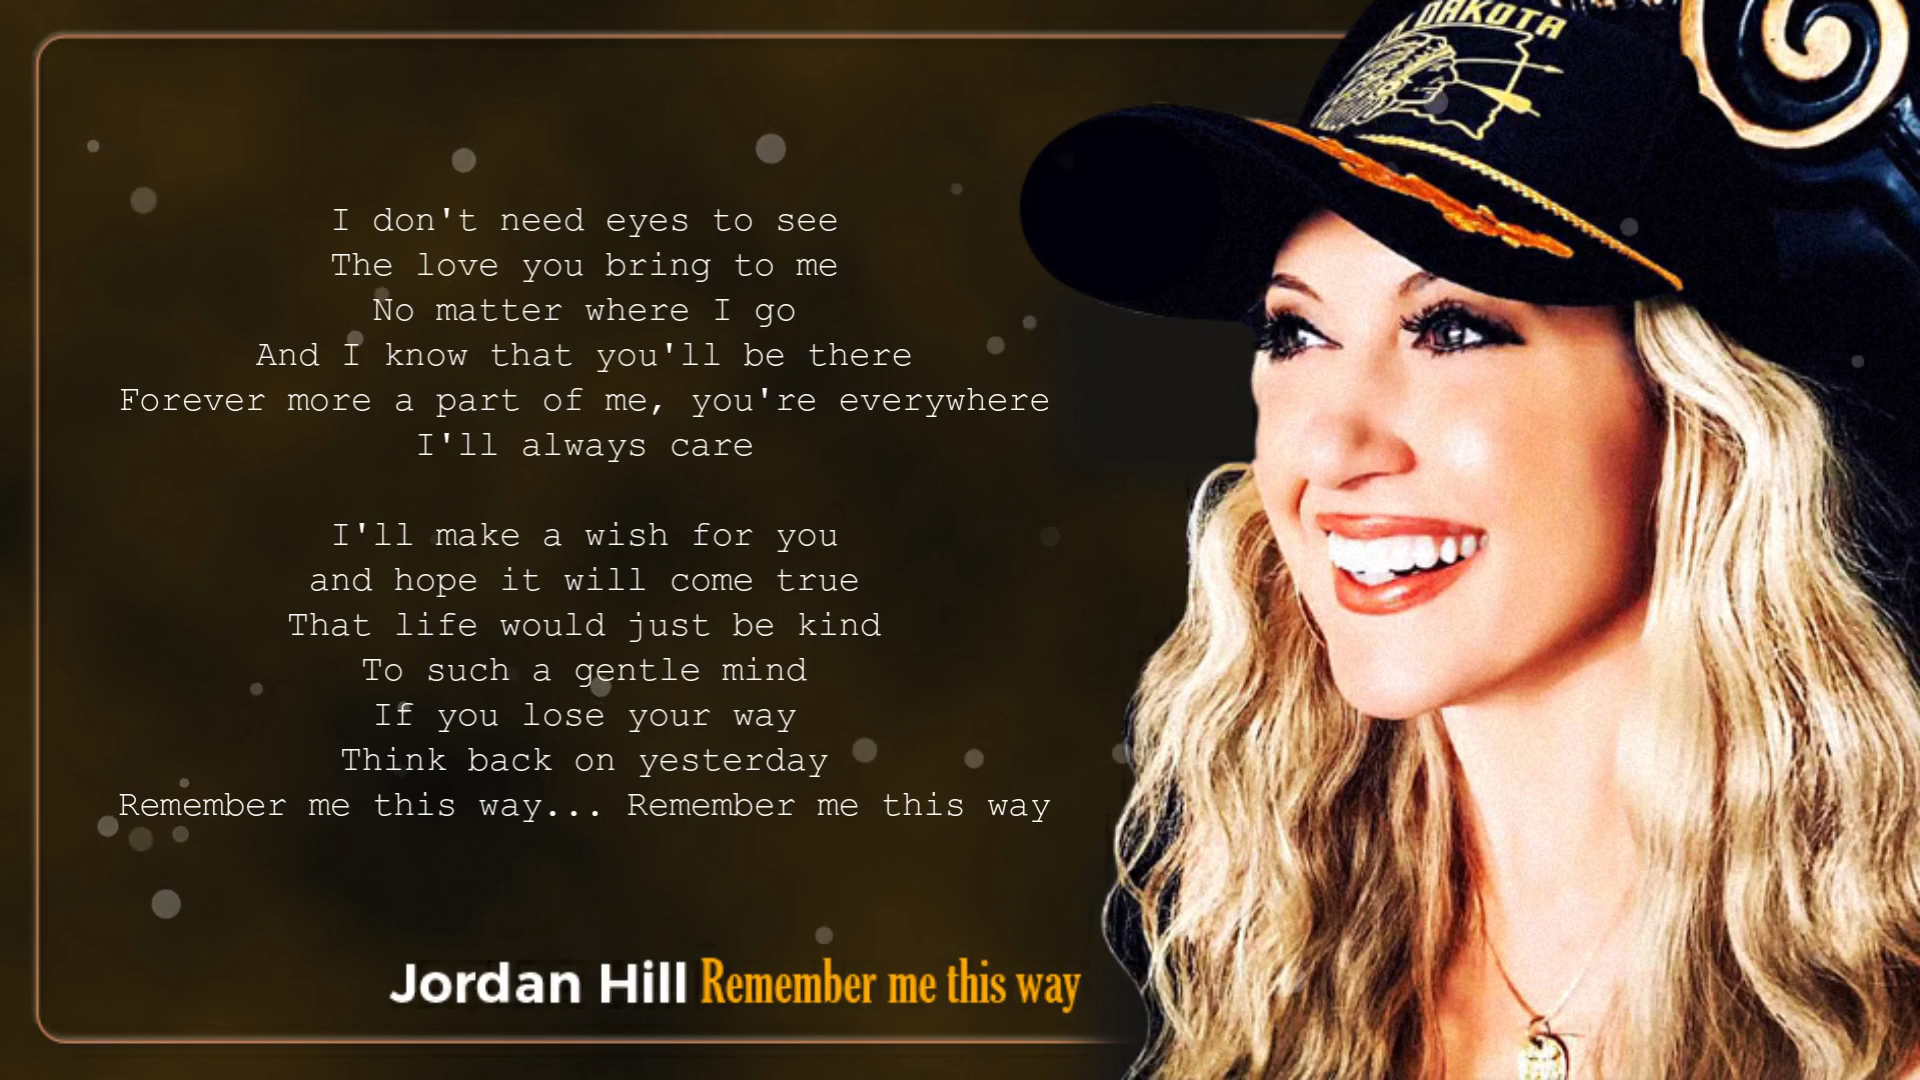 DAKOTA
I don't need eyes to see
The love you bring to me
No matter where I go
And I know that you'll be there
Forever more a part of me, you're everywhere
I'll always care
I'll make a wish for you
and hope it will come true
That life would just be kind
To such a gentle mind
If you lose your way
Think back on yesterday
Remember me this way... Remember me this way
Jordan Hill Remember me this way